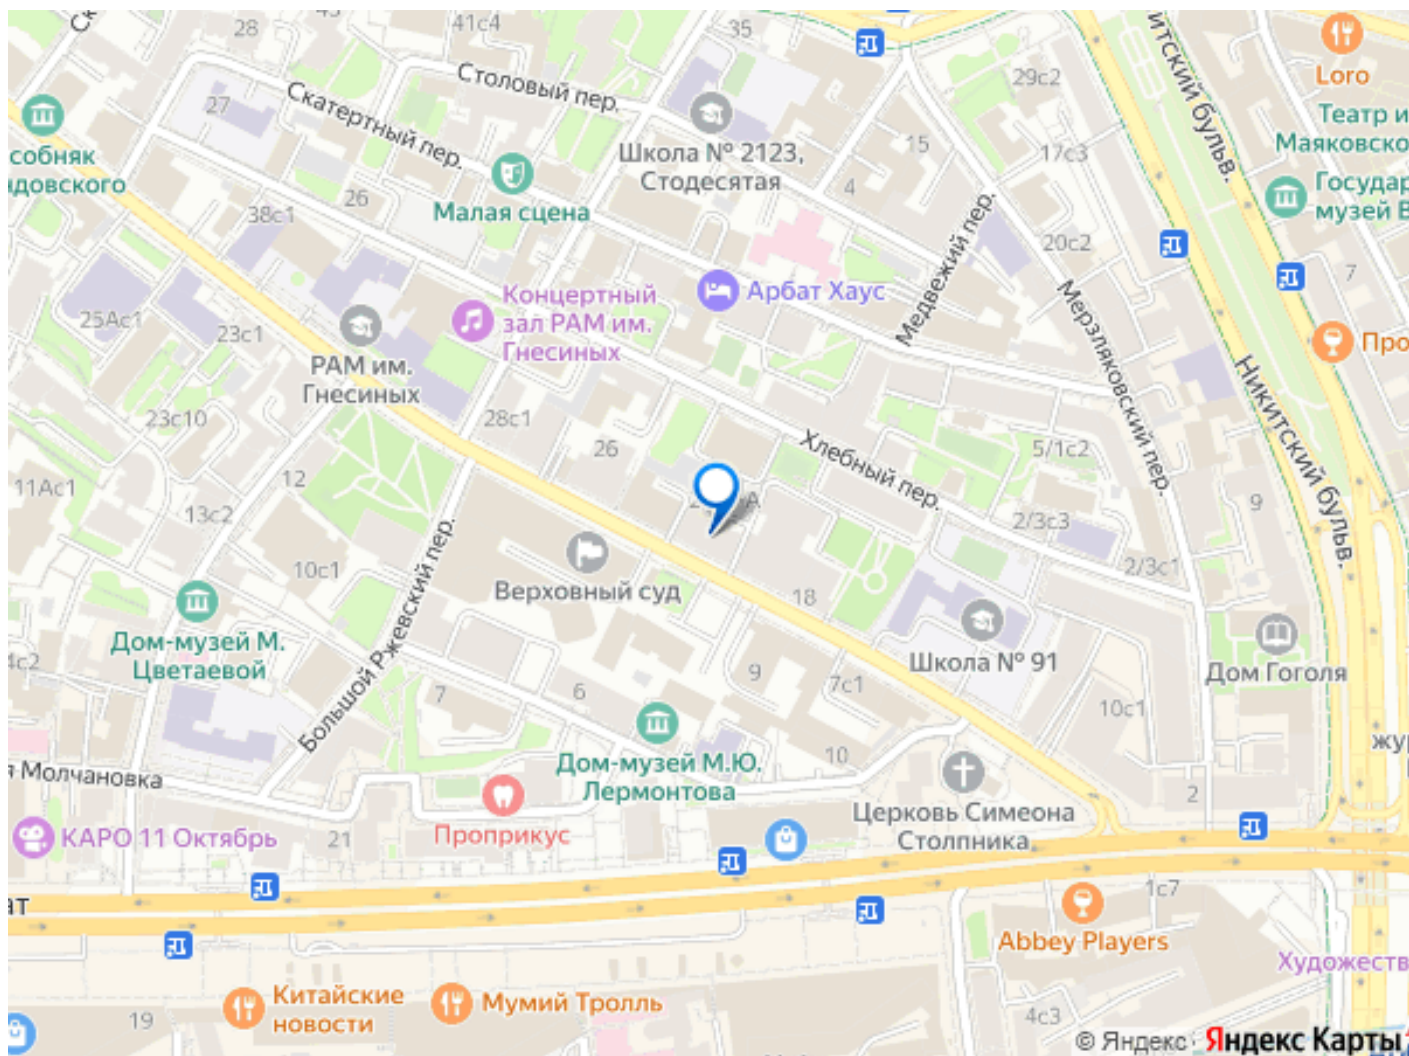 28
41с4
35
29с2
Loro
Столовый пер.
Скатертный пер.
27
15
17с3
Школа № 2123,
Стодесятая
4
Театр и
Маяковско
Никитский бульв.
собняк
ндовского
Малая сцена
26
38с1
Государ
музей В
20с2
7
Медвежий пер.
Мерзляковский пер.
Арбат Хаус
Концертный
зал РАМ им.
Гнесиных
25Ас1
23с1
РАМ им.
Гнесиных
Про
28с1
26
23с10
Хлебный пер.
5/1с2
12
11Ас1
13с2
9
2/3с3
2/3с1
Верховный суд
10с1
18
Большой Ржевский пер.
Дом-музей М.
Цветаевой
4с2
Школа № 91
Дом Гоголя
7
6
9
7с1
10с1
10
Дом-музей М.Ю.
Лермонтова
я Молчановка
жур
2
Проприкус
Церковь Симеона
Столпника
КАРО 11 Октябрь
21
ат
1с7
Abbey Players
Художеств
Китайские
новости
Мумий Тролль
19
4с3
© Яндекс
Яндекс Карты